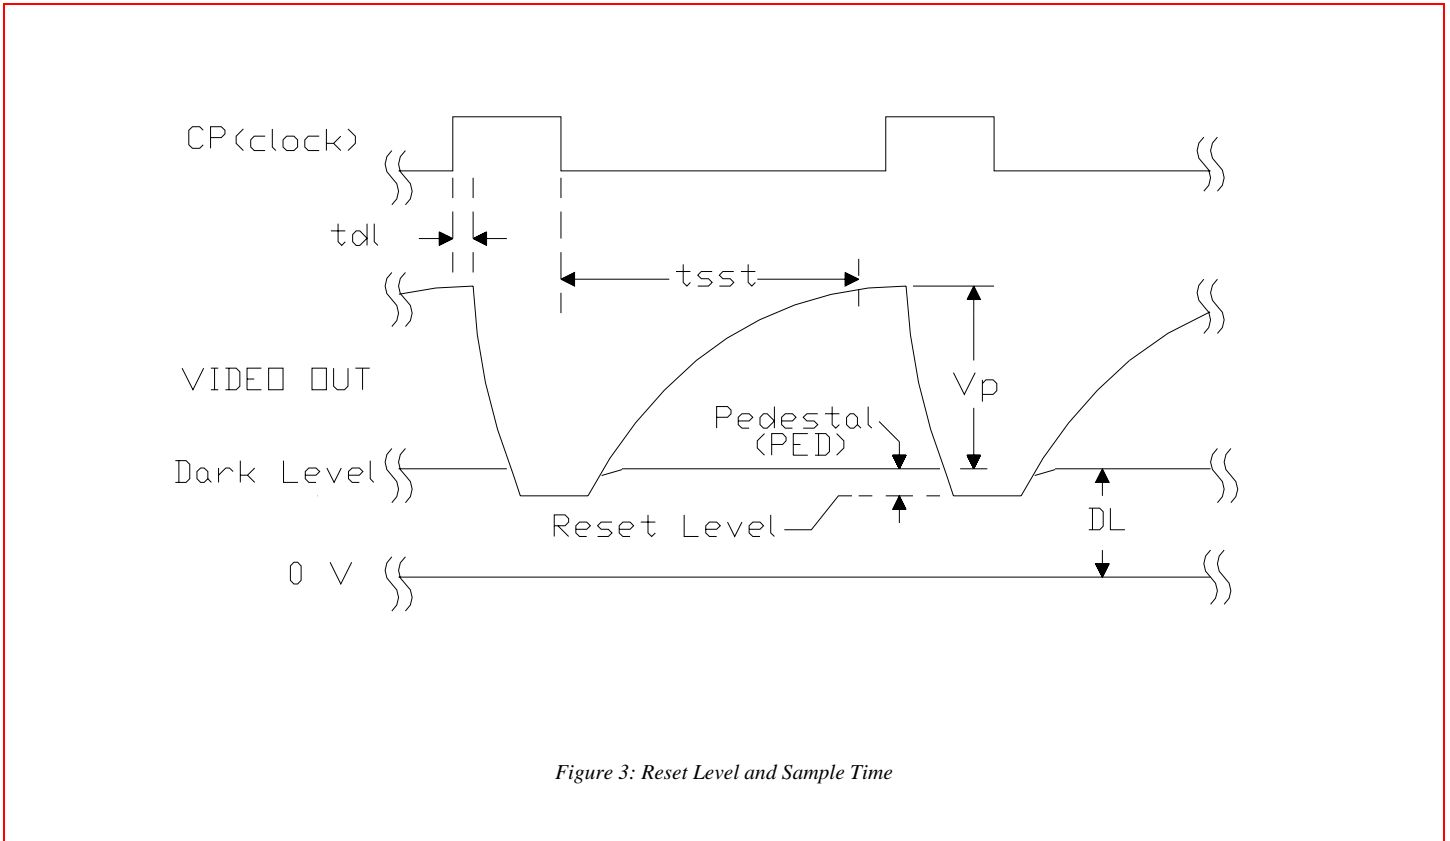 CP(clock)
tdl
tsst
VIDEO OUT
Vp
Pedestal
(PED)
Dark Level
Reset Level
DL
0 V
Figure 3: Reset Level and Sample Time